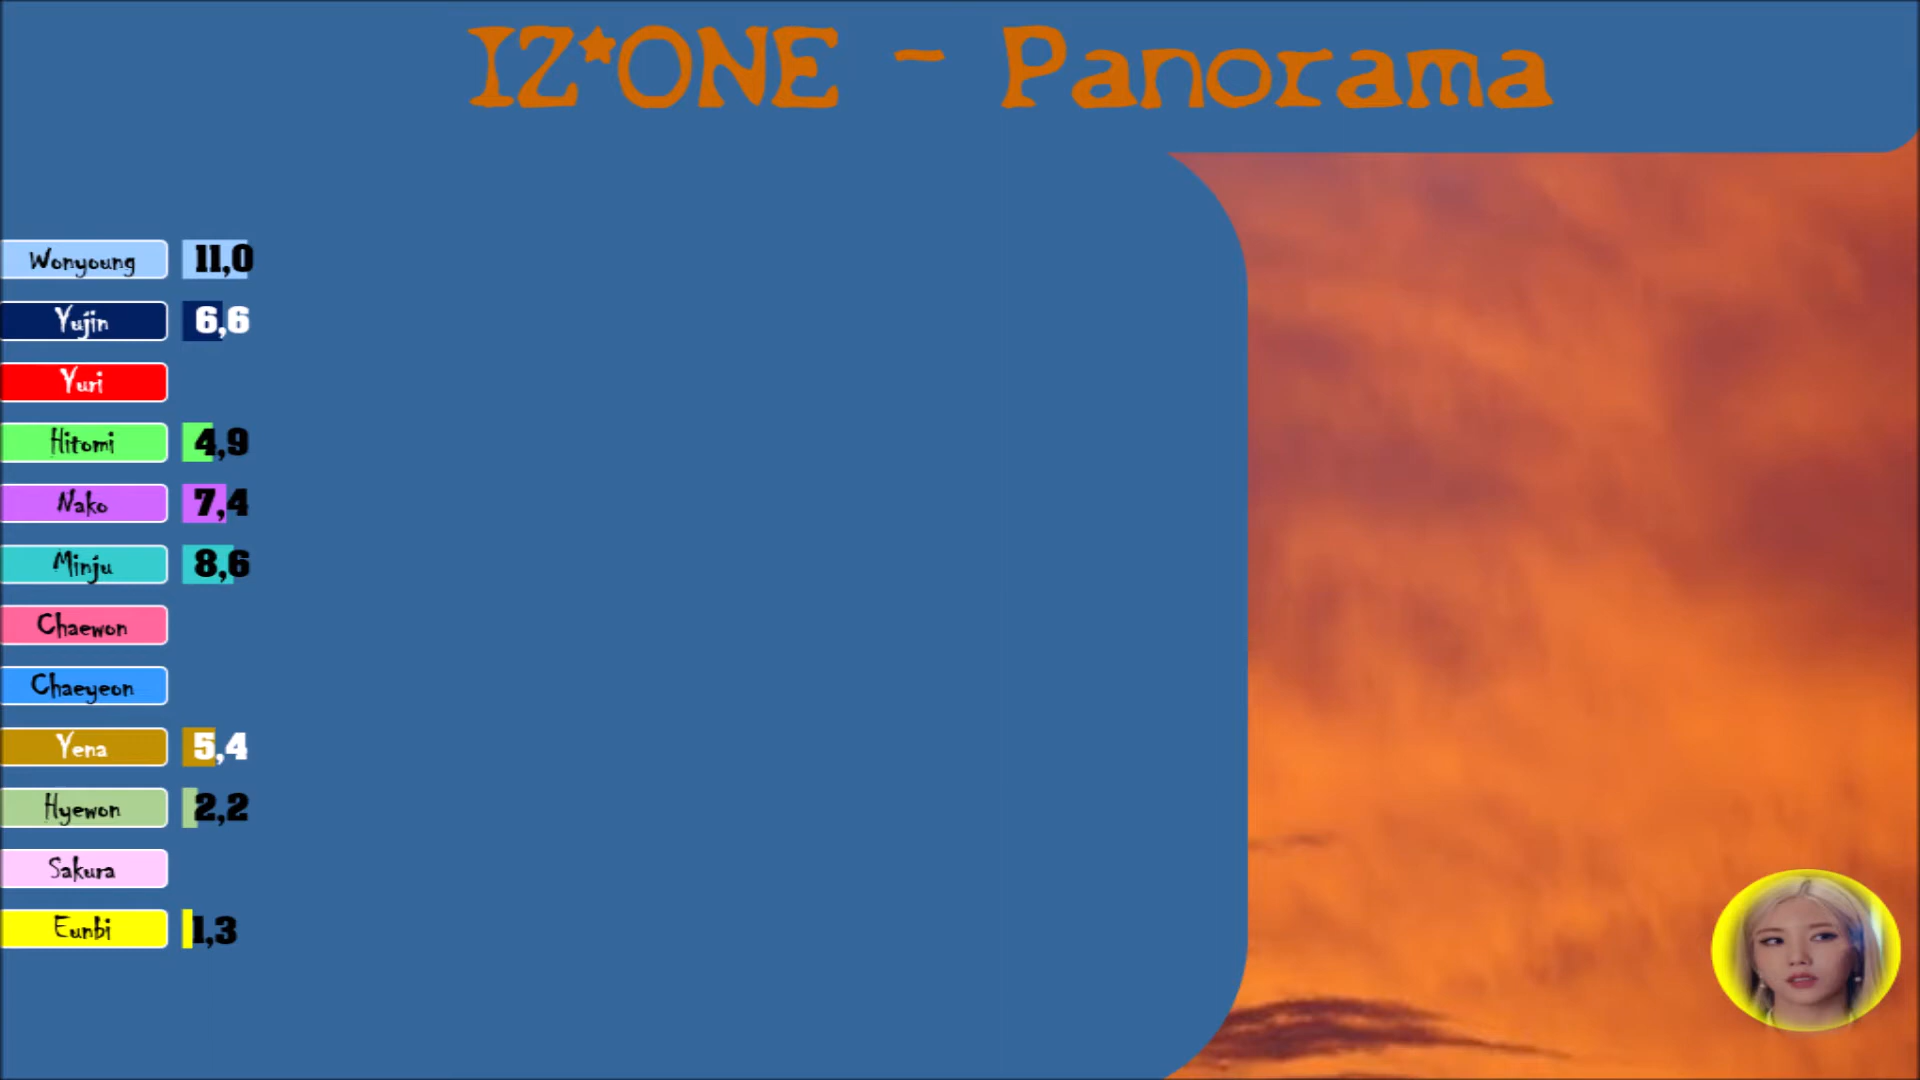 IZ*ONE - Panorama
Wonyoung 11,0
Yujin 6,6
Yuri
Hitomi 4,9
Nako 7,4
Minju 8,6
Chaewon
Chaeyeon
Yena 5,4
Hyewon 2,2
Sakura
Eunbi 1,3